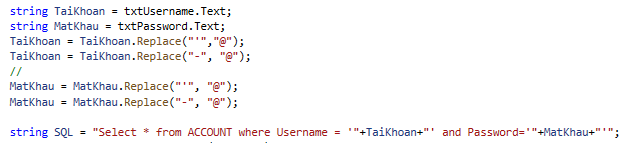 string TaiKhoan = txtUsername.Text;
string MatKhau = txtPassword.Text;
TaiKhoan = TaiKhoan.Replace("'","@");
TaiKhoan = TaiKhoan.Replace("-", "@");
//
MatKhau = MatKhau.Replace("'", "@");
MatKhau = MatKhau.Replace("-", "@");
string SQL = "Select * from ACCOUNT where Username = '"+TaiKhoan+"' and Password='"+MatKhau+"'";